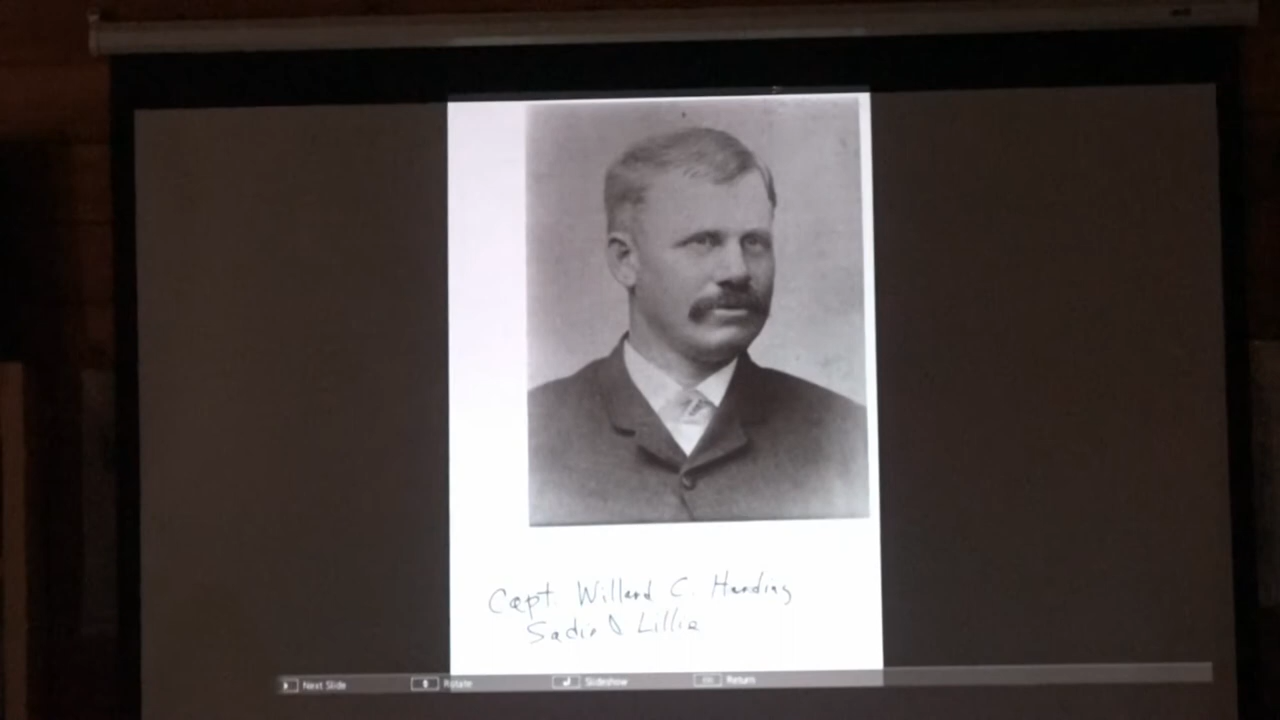 Capt. Willard C. Harding
Sadie & Lillie
Next Slide Rotate Slideshow Return